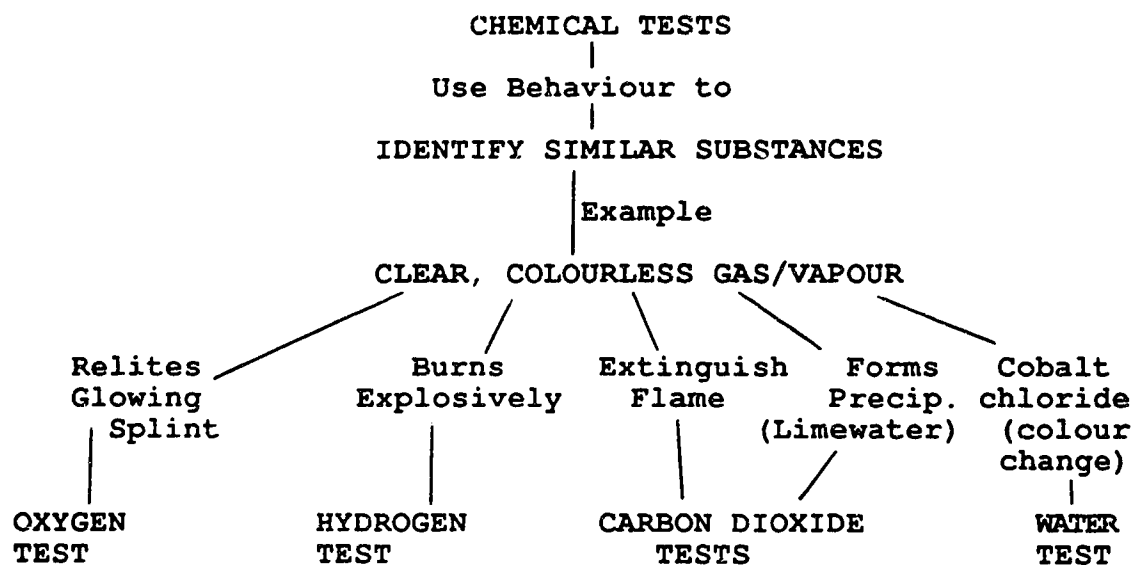 CHEMICAL TESTS
Use Behaviour to
IDENTIFY SIMILAR SUBSTANCES
Example
CLEAR, COLOURLESS GAS/VAPOUR
Relites
Glowing
Splint
Burns
Explosively
Extinguish
Flame
Forms
Precip.
(Limewater)
Cobalt
chloride
(colour
change)
OXYGEN
TEST
HYDROGEN
TEST
CARBON DIOXIDE
TESTS
WATER
TEST